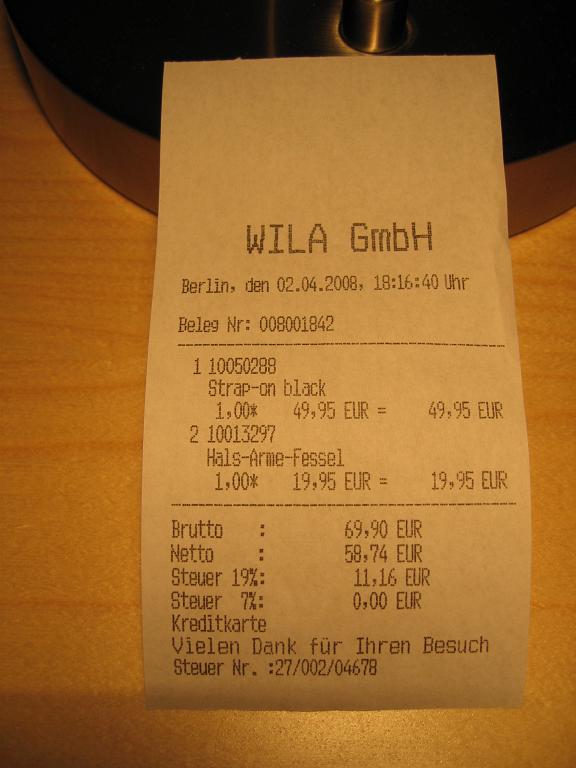 WILA GmbH
Berlin, den 02.04.2008, 18:16:40 Uhr
Beleg Nr: 008001842
1 10050288
Strap-on black
1,00* 49,95 EUR = 49,95 EUR
2 10013297
Hals-Arme-Fessel
1,00* 19,95 EUR = 19,95 EUR
Brutto : 69,90 EUR
Netto : 58,74 EUR
Steuer 19%: 11,16 EUR
Steuer 7%: 0,00 EUR
Kreditkarte
Vielen Dank für Ihren Besuch
Steuer Nr. :27/002/04678